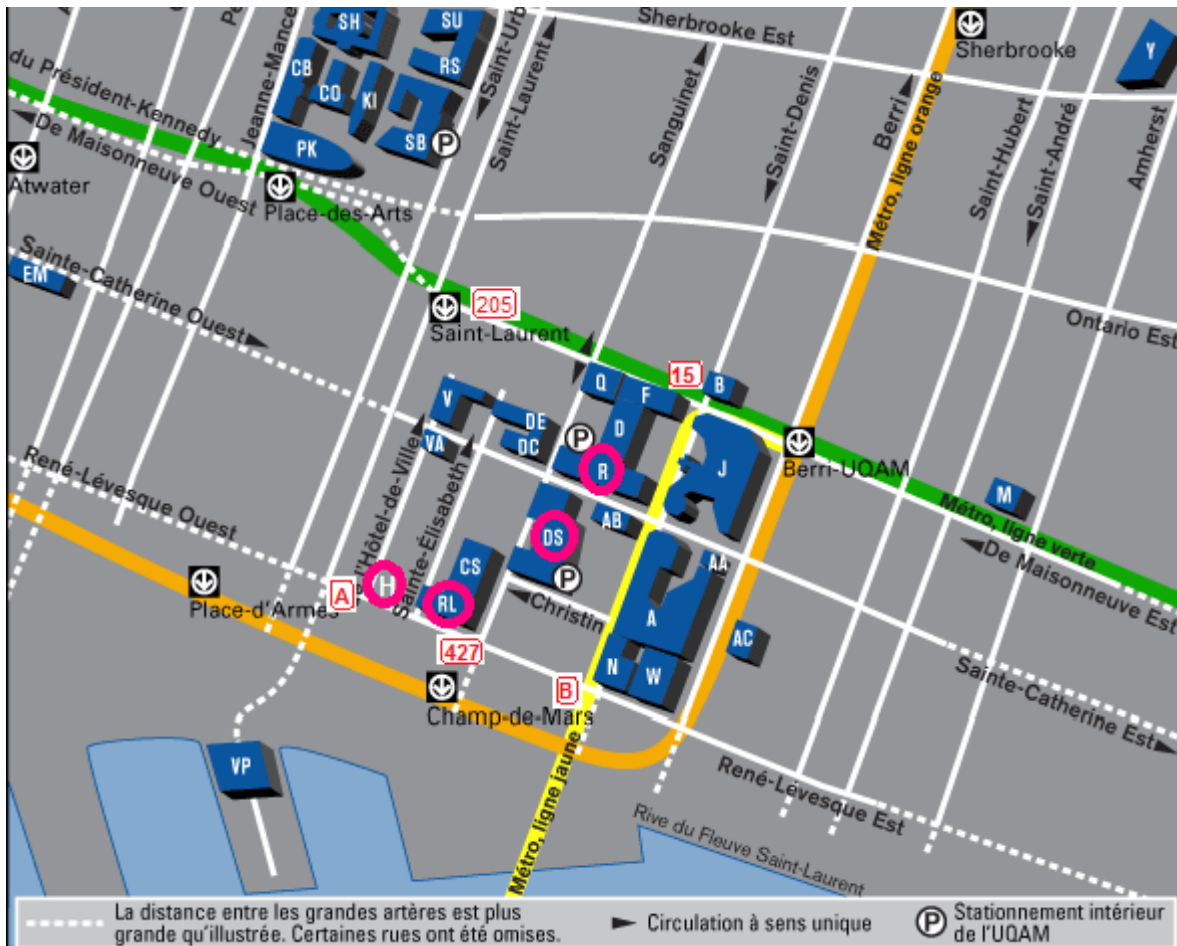 Sherbrooke Est
Sherbrooke
Y
SH
SU
RS
CB
CO
KI
SB
P
PK
Jeanne-Mance
Saint-Urb
Saint-Laurent
Saint-Laurent
Sanguinet
Saint-Denis
Berri
Métro, ligne orange
Saint-Hubert
Saint-André
Amherst
du Président-Kennedy
De Maisonneuve Ouest
Atwater
Place-des-Arts
Sainte-Catherine Ouest
EM
205
Saint-Laurent
Ontario Est
15
Q
F
B
V
VA
DE
DC
D
P
R
J
Berri-UQAM
M
Métro, ligne verte
De Maisonneuve Est
René-Lévesque Ouest
l'Hôtel-de-Ville
Sainte-Élisabeth
AB
DS
P
CS
AA
A
H
RL
A
Place-d'Armes
Christin
427
AC
N
W
B
Champ-de-Mars
Sainte-Catherine Est
René-Lévesque Est
VP
Métro, ligne jaune
Rive du Fleuve Saint-Laurent
La distance entre les grandes artères est plus
grande qu'illustrée. Certaines rues ont été omises.
Circulation à sens unique
P Stationnement intérieur
de l'UQAM